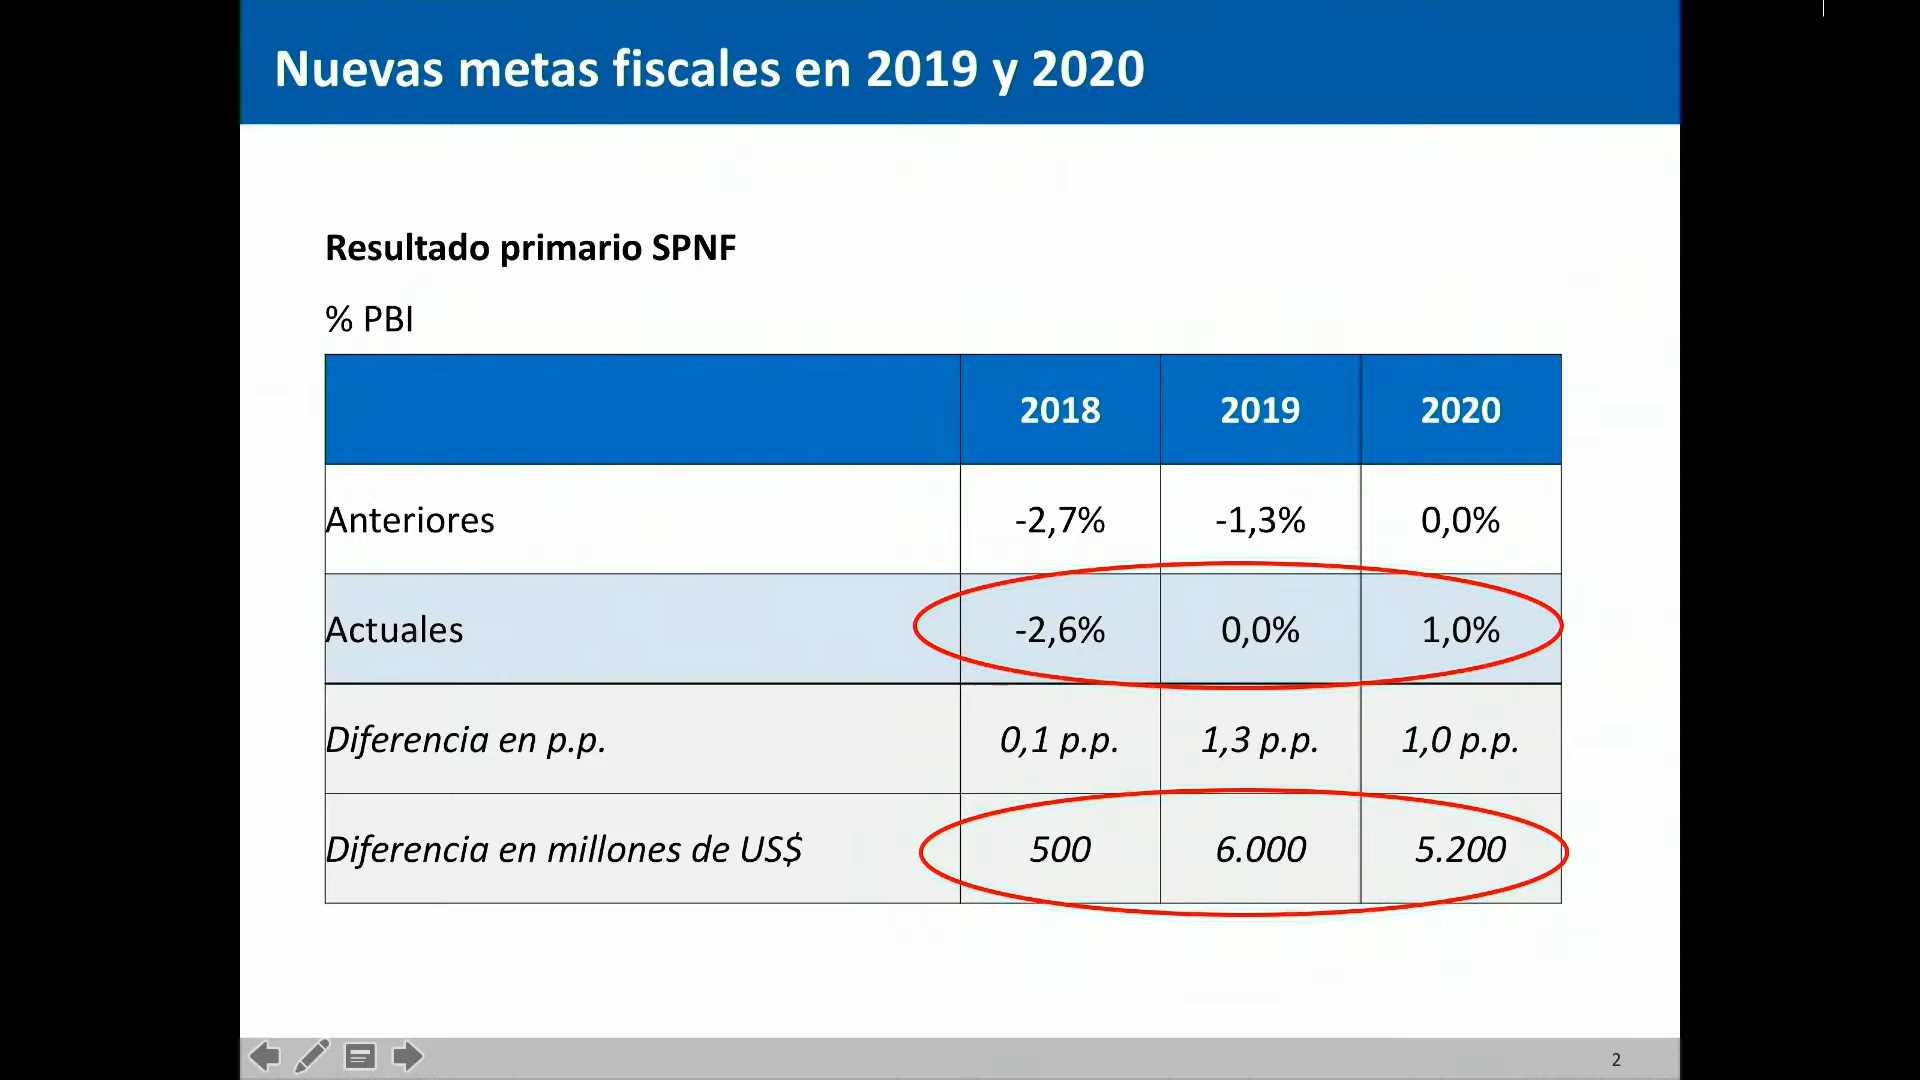 Nuevas metas fiscales en 2019 y 2020
Resultado primario SPNF
% PBI
2018 2019 2020
Anteriores -2,7% -1,3% 0,0%
Actuales -2,6% 0,0% 1,0%
Diferencia en p.p. 0,1 p.p. 1,3 p.p. 1,0 p.p.
Diferencia en millones de US$ 500 6.000 5.200
2